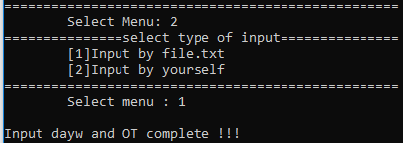 ==================================================
Select Menu: 2
===============select type of input===============
[1]Input by file.txt
[2]Input by yourself
==================================================
Select menu : 1
Input dayw and OT complete !!!